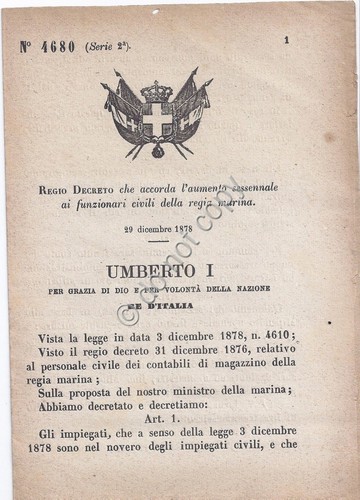 N° 4680 (Serie 2ª).
1
REGIO DECRETO che accorda l'aumento sessennale
ai funzionari civili della regia marina.
29 dicembre 1878
UMBERTO I
PER GRAZIA DI DIO E PER VOLONTÀ DELLA NAZIONE
RE D'ITALIA
Vista la legge in data 3 dicembre 1878, n. 4610;
Visto il regio decreto 31 dicembre 1876, relativo
al personale civile dei contabili di magazzino della
regia marina;
Sulla proposta del nostro ministro della marina;
Abbiamo decretato e decretiamo:
Art. 1.
Gli impiegati, che a senso della legge 3 dicembre
1878 sono nel novero degli impiegati civili, e che
do not copy